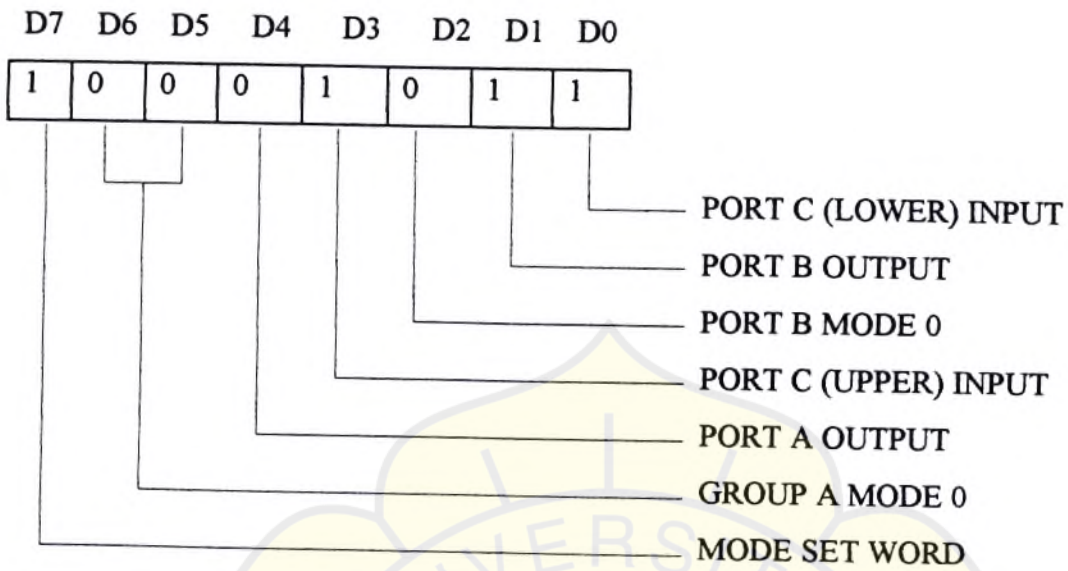 D7 D6 D5 D4 D3 D2 D1 D0
1 0 0 0 1 0 1 1
PORT C (LOWER) INPUT
PORT B OUTPUT
PORT B MODE 0
PORT C (UPPER) INPUT
PORT A OUTPUT
GROUP A MODE 0
MODE SET WORD